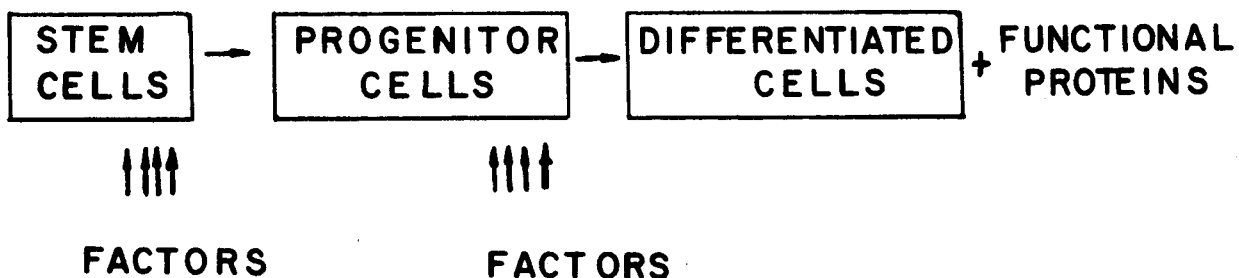 STEM
CELLS
PROGENITOR
CELLS
DIFFERENTIATED
CELLS
+
FUNCTIONAL
PROTEINS
FACTORS
FACTORS